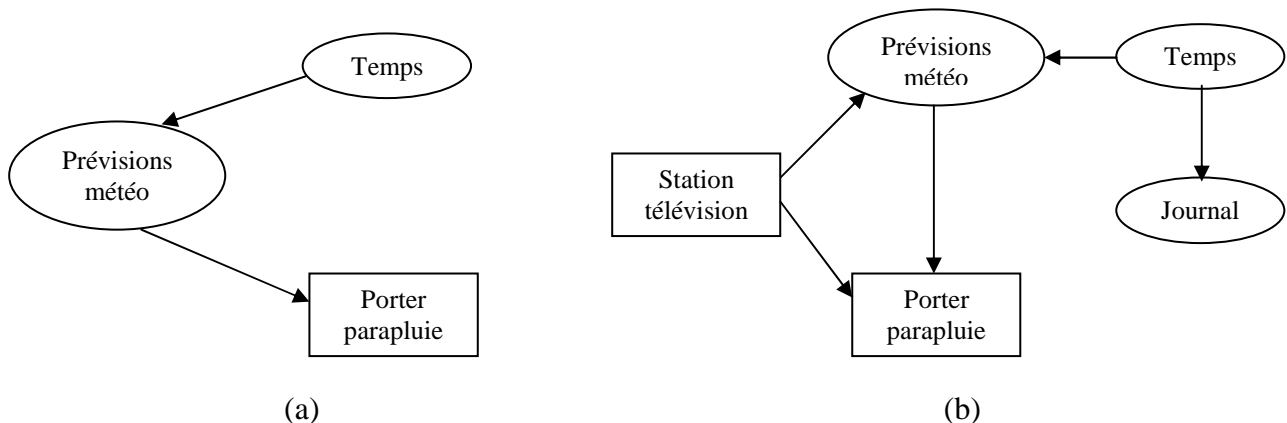 Temps
Prévisions
météo
Porter
parapluie
(a)
Prévisions
météo
Temps
Station
télévision
Journal
Porter
parapluie
(b)